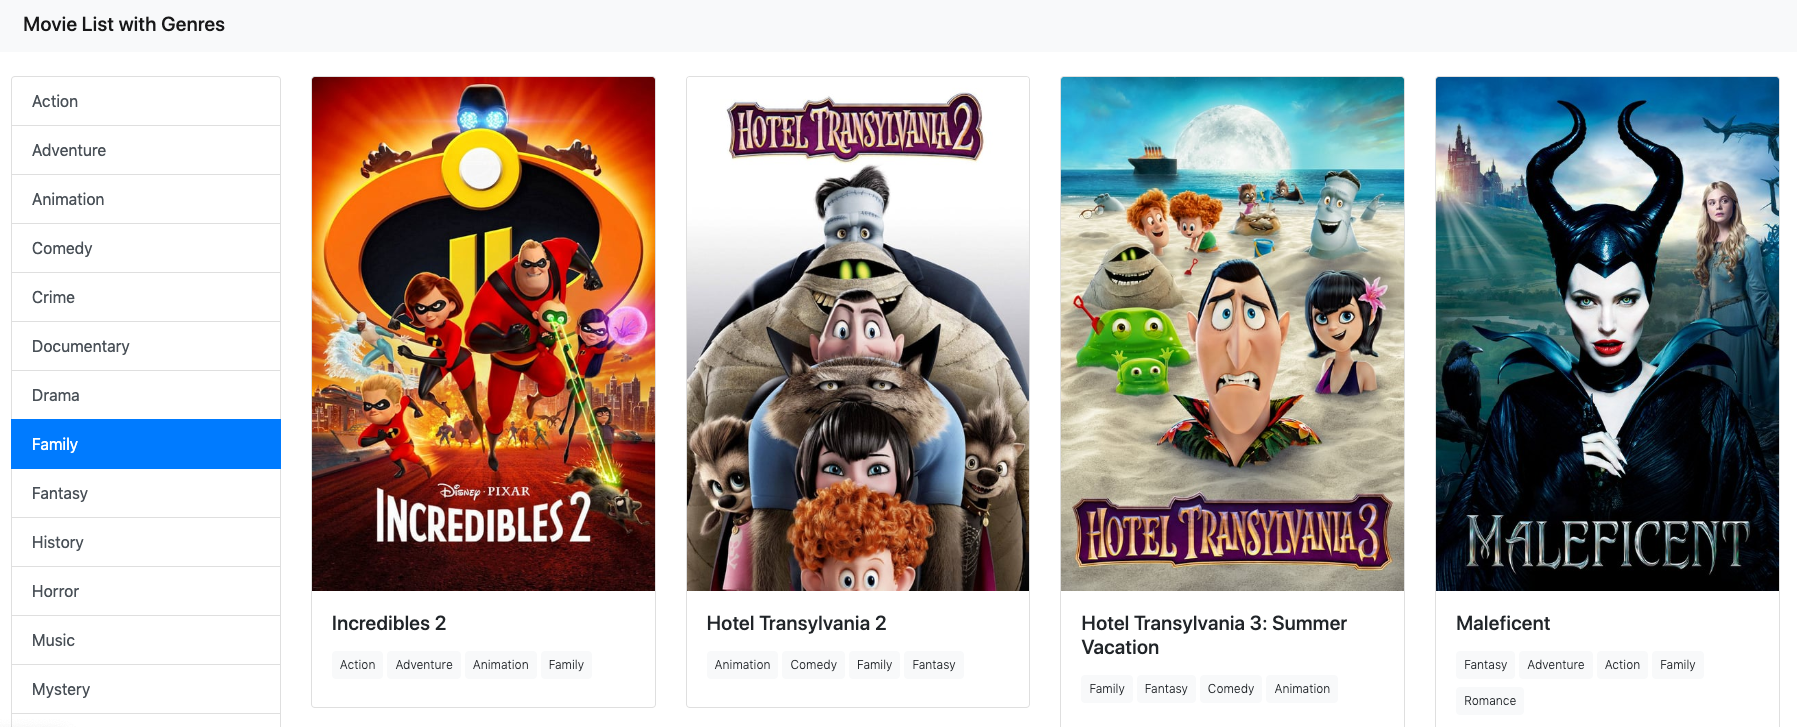 Movie List with Genres
Action
Adventure
Animation
Comedy
Crime
Documentary
Drama
Family
Fantasy
History
Horror
Music
Mystery
DISNEY · PIXAR
INCREDIBLES 2
Incredibles 2
Action Adventure Animation Family
HOTEL TRANSYLVANIA 2
Hotel Transylvania 2
Animation Comedy Family Fantasy
HOTEL TRANSYLVANIA 3
Hotel Transylvania 3: Summer
Vacation
Family Fantasy Comedy Animation
MALEFICENT
Maleficent
Fantasy Adventure Action Family
Romance